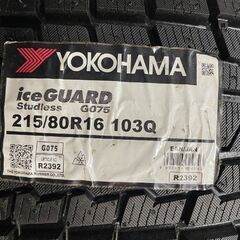 YOKOHAMA
iceGUARD
Studless G075
215/80R16 103Q
G075
R2392
R2392